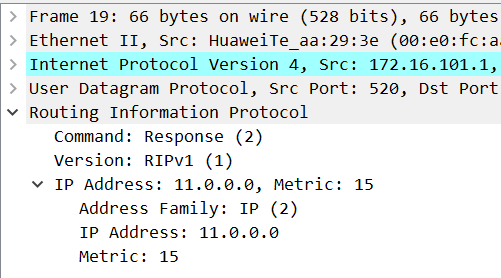 Frame 19: 66 bytes on wire (528 bits), 66 bytes
Ethernet II, Src: HuaweiTe_aa:29:3e (00:e0:fc:a
Internet Protocol Version 4, Src: 172.16.101.1,
User Datagram Protocol, Src Port: 520, Dst Port
Routing Information Protocol
Command: Response (2)
Version: RIPv1 (1)
IP Address: 11.0.0.0, Metric: 15
Address Family: IP (2)
IP Address: 11.0.0.0
Metric: 15